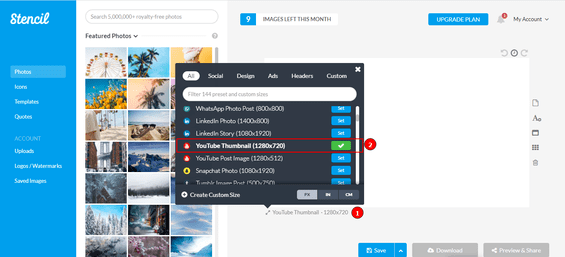 Stencil
Photos
Icons
Templates
Quotes
ACCOUNT
Uploads
Logos / Watermarks
Saved Images
Search 5,000,000+ royalty-free photos
Featured Photos
9 IMAGES LEFT THIS MONTH
UPGRADE PLAN
1
My Account
All Social Design Ads Headers Custom
Filter 144 preset and custom sizes
WhatsApp Photo Post (800x800) Set
LinkedIn Photo (1400x800) Set
LinkedIn Story (1080x1920) Set
YouTube Thumbnail (1280x720)
2
YouTube Post Image (1280x512) Set
Snapchat Photo (1080x1920) Set
Tumblr Image Post (500x750) Set
Create Custom Size PX IN CM
YouTube Thumbnail - 1280x720 1
Save
Download
Preview & Share